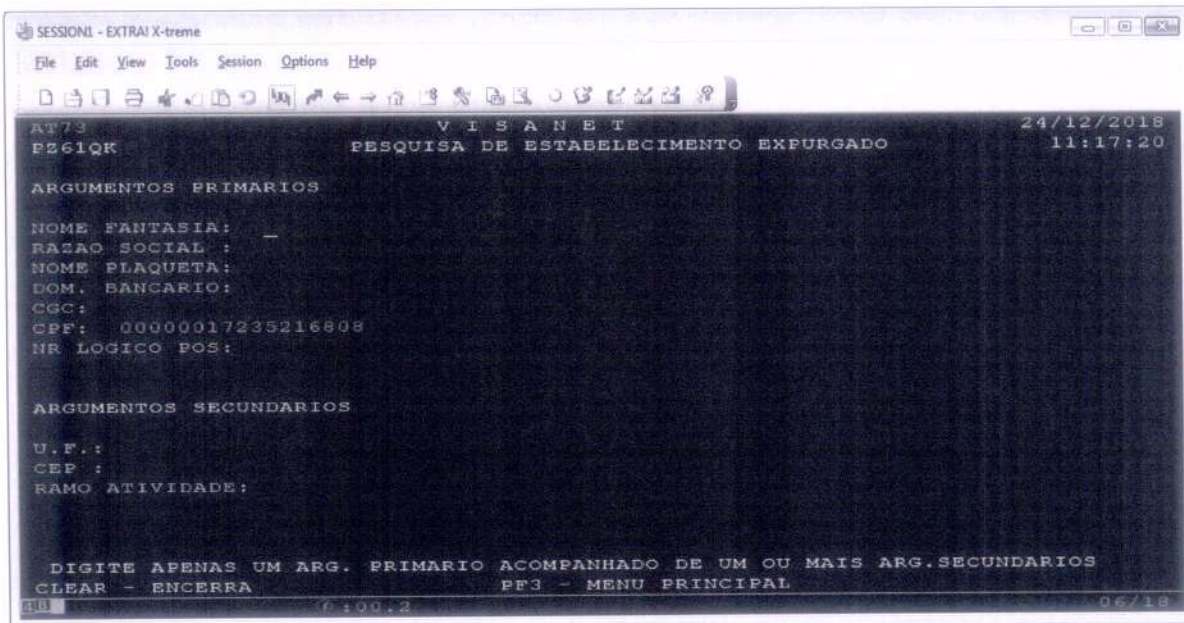 SESSION1 - EXTRA! X-treme
File Edit View Tools Session Options Help
AT73 V I S A N E T 24/12/2018
PZ61QK PESQUISA DE ESTABELECIMENTO EXPURGADO 11:17:20
ARGUMENTOS PRIMARIOS
NOME FANTASIA: _
RAZAO SOCIAL :
NOME PLAQUETA:
DOM. BANCARIO:
CGC:
CPF: 00000017235216808
NR LOGICO POS:
ARGUMENTOS SECUNDARIOS
U.F.:
CEP :
RAMO ATIVIDADE:
DIGITE APENAS UM ARG. PRIMARIO ACOMPANHADO DE UM OU MAIS ARG.SECUNDARIOS
CLEAR - ENCERRA PF3 - MENU PRINCIPAL
:00.2 06/18